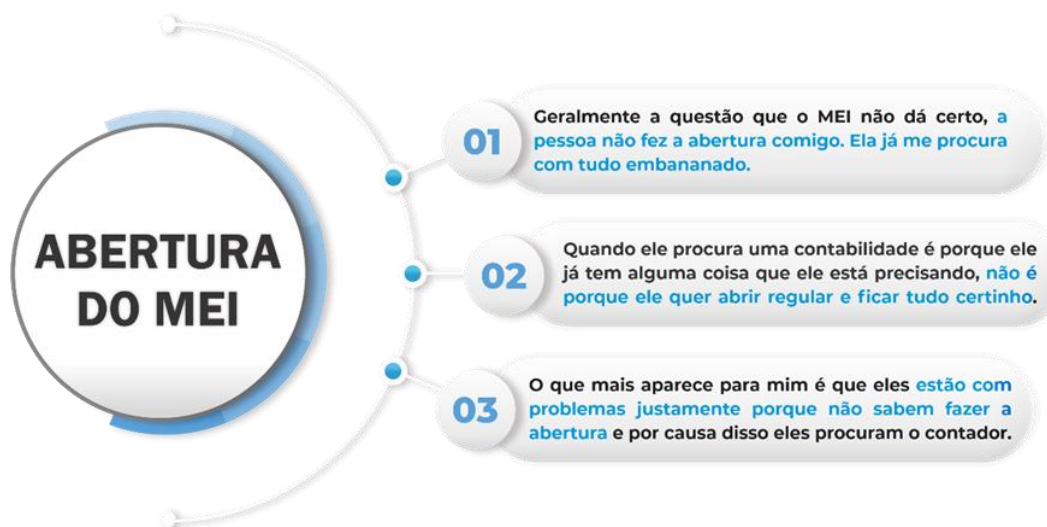 ABERTURA
DO MEI
01
Geralmente a questão que o MEI não dá certo, a
pessoa não fez a abertura comigo. Ela já me procura
com tudo embananado.
02
Quando ele procura uma contabilidade é porque ele
já tem alguma coisa que ele está precisando, não é
porque ele quer abrir regular e ficar tudo certinho.
03
O que mais aparece para mim é que eles estão com
problemas justamente porque não sabem fazer a
abertura e por causa disso eles procuram o contador.